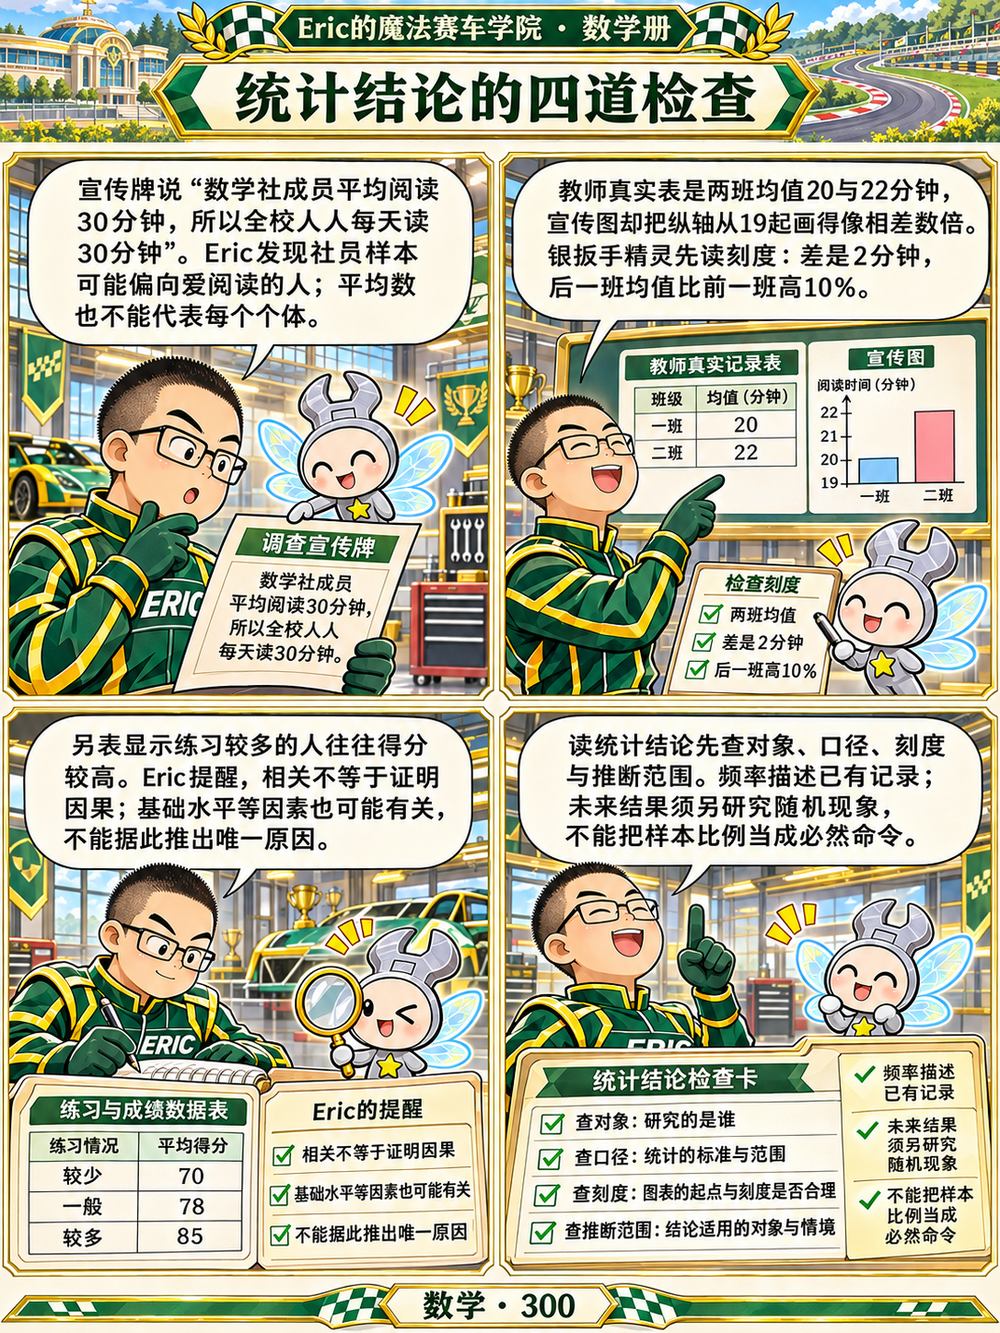 Eric的魔法赛车学院 · 数学册
统计结论的四道检查
宣传牌说“数学社成员平均阅读
30分钟，所以全校人人每天读
30分钟”。Eric发现社员样本
可能偏向爱阅读的人；平均数
也不能代表每个个体。
ERIC
调查宣传牌
数学社成员
平均阅读30分钟，
所以全校人人
每天读30分钟。
教师真实表是两班均值20与22分钟，
宣传图却把纵轴从19起画得像相差数倍。
银扳手精灵先读刻度：差是2分钟，
后一班均值比前一班高10%。
教师真实记录表
班级 均值（分钟）
一班 20
二班 22
宣传图
阅读时间（分钟）
22
21
20
19
一班 二班
检查刻度
两班均值
差是2分钟
后一班高10%
另表显示练习较多的人往往得分
较高。Eric提醒，相关不等于证明
因果；基础水平等因素也可能有关，
不能据此推出唯一原因。
ERIC
练习与成绩数据表
练习情况 平均得分
较少 70
一般 78
较多 85
Eric的提醒
相关不等于证明因果
基础水平等因素也可能有关
不能据此推出唯一原因
读统计结论先查对象、口径、刻度
与推断范围。频率描述已有记录；
未来结果须另研究随机现象，
不能把样本比例当成必然命令。
ERIC
统计结论检查卡
查对象：研究的是谁
查口径：统计的标准与范围
查刻度：图表的起点与刻度是否合理
查推断范围：结论适用的对象与情境
频率描述
已有记录
未来结果
须另研究
随机现象
不能把样本
比例当成
必然命令
数学 · 300